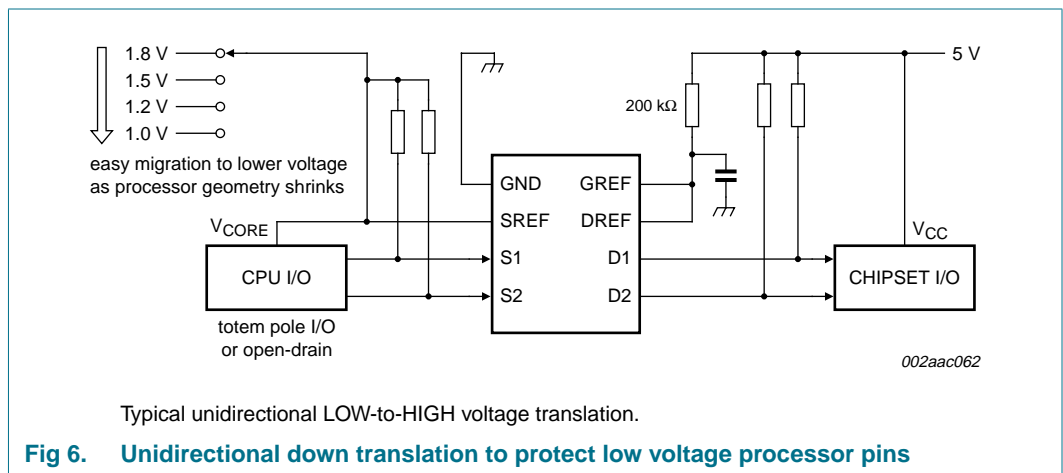 1.8 V
1.5 V
1.2 V
1.0 V
easy migration to lower voltage
as processor geometry shrinks
5 V
200 kΩ
GND
GREF
SREF
DREF
S1
D1
S2
D2
VCORE
CPU I/O
totem pole I/O
or open-drain
VCC
CHIPSET I/O
002aac062
Typical unidirectional LOW-to-HIGH voltage translation.
Fig 6. Unidirectional down translation to protect low voltage processor pins